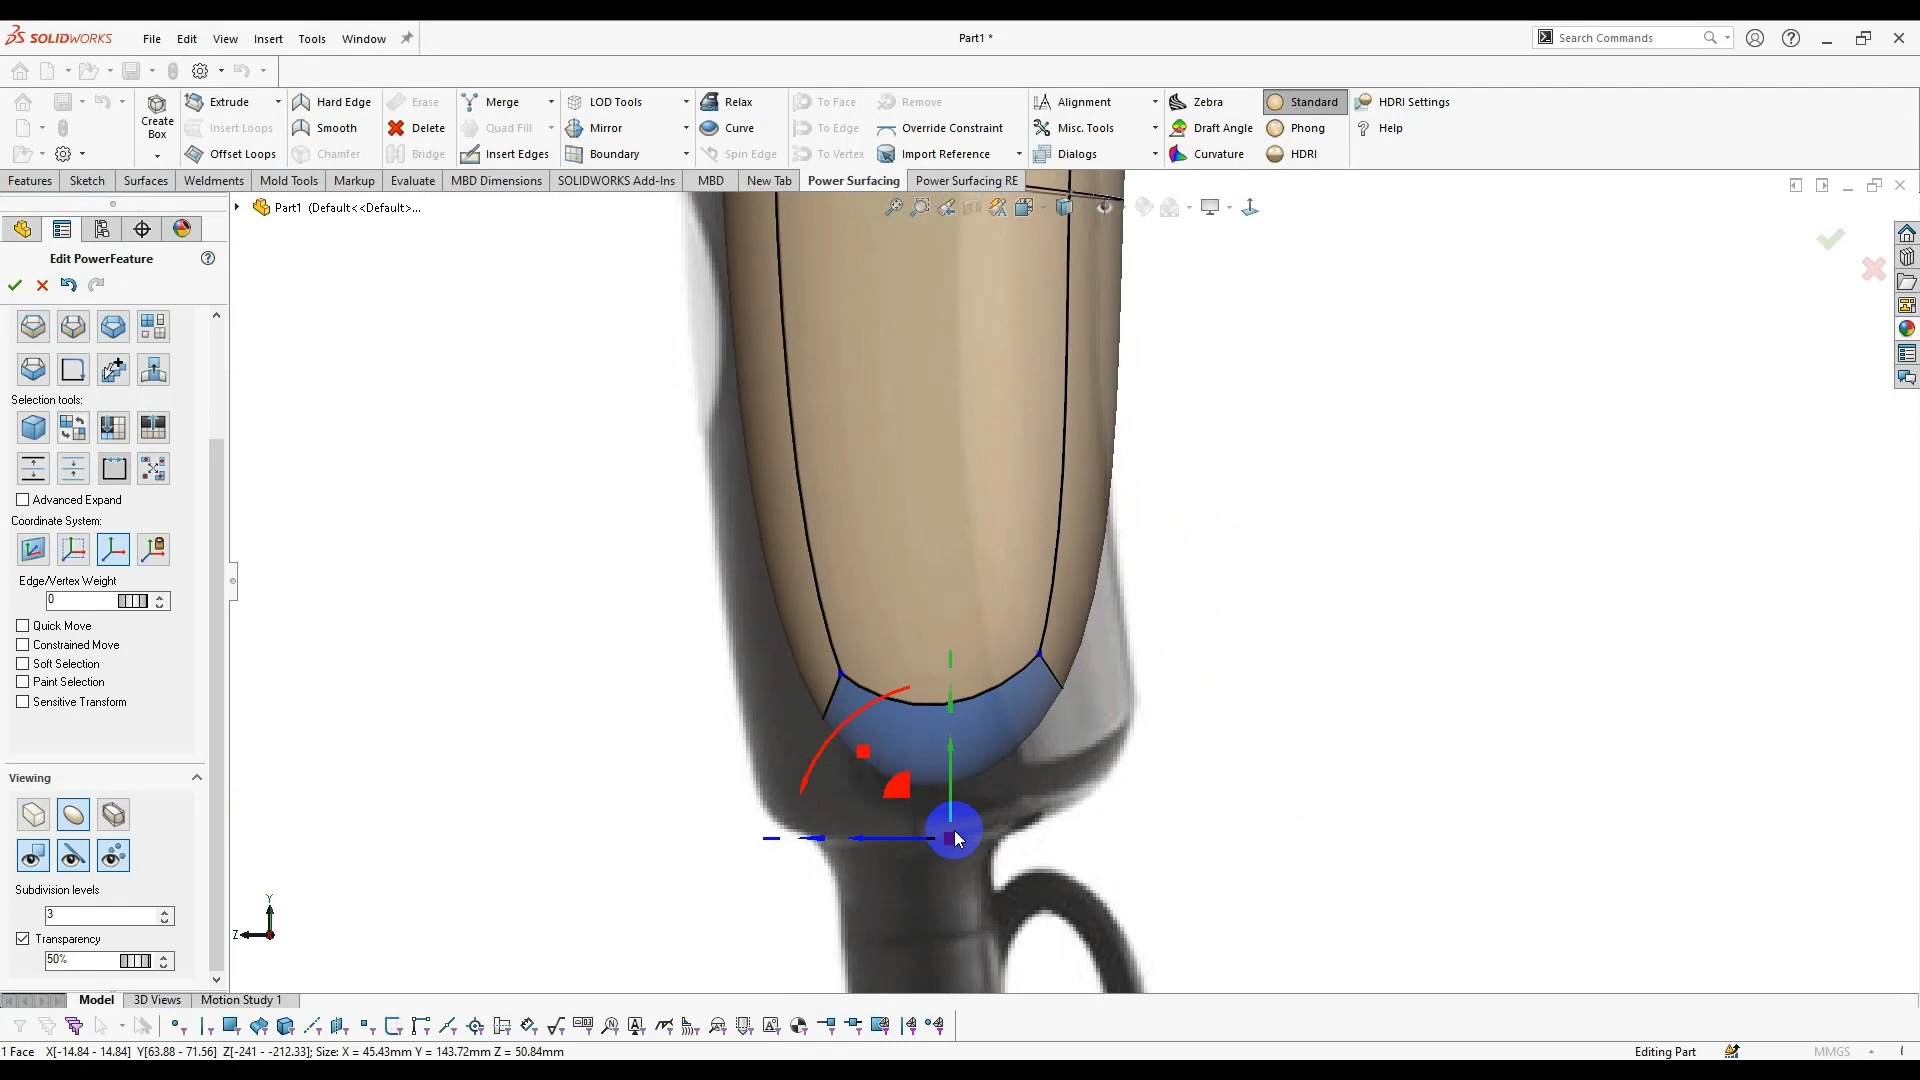 SOLIDWORKS File Edit View Insert Tools Window Part1 * Search Commands
Extrude Hard Edge Erase Merge LOD Tools Relax To Face Remove Alignment Zebra Standard HDRI Settings
Create Box Insert Loops Smooth Delete Quad Fill Mirror Curve To Edge Override Constraint Misc. Tools Draft Angle Phong Help
Offset Loops Chamfer Bridge Insert Edges Boundary Spin Edge To Vertex Import Reference Dialogs Curvature HDRI
Features Sketch Surfaces Weldments Mold Tools Markup Evaluate MBD Dimensions SOLIDWORKS Add-Ins MBD New Tab Power Surfacing Power Surfacing RE
Part1 (Default<<Default>...
Edit PowerFeature
Selection tools:
Advanced Expand
Coordinate System:
Edge/Vertex Weight
0
Quick Move
Constrained Move
Soft Selection
Paint Selection
Sensitive Transform
Viewing
Subdivision levels
3
Transparency
50%
Y
Z
Model 3D Views Motion Study 1
1 Face X[-14.84 - 14.84] Y[63.88 - 71.56] Z[-241 - -212.33]; Size: X = 45.43mm Y = 143.72mm Z = 50.84mm Editing Part MMGS